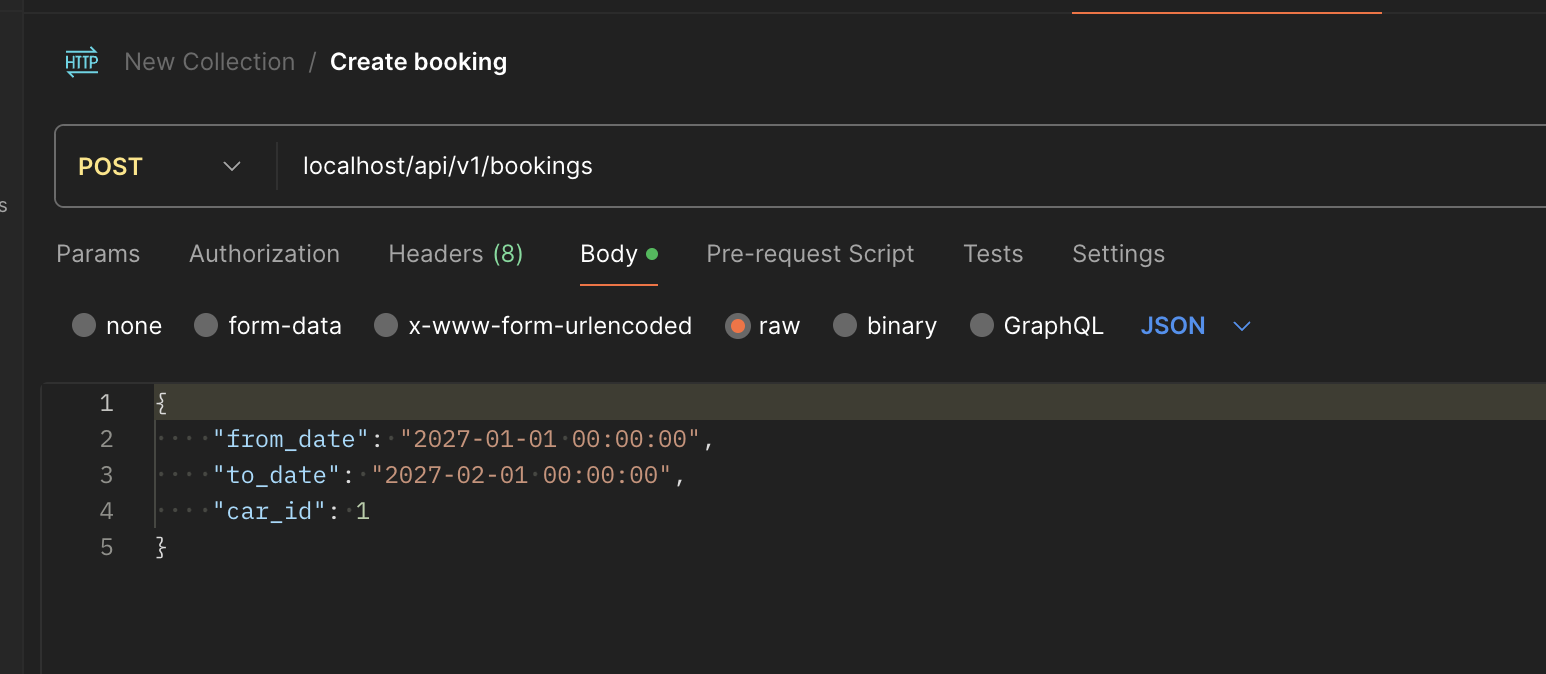 HTTP New Collection / Create booking
POST localhost/api/v1/bookings
s
Params Authorization Headers (8) Body Pre-request Script Tests Settings
none form-data x-www-form-urlencoded raw binary GraphQL JSON
1 {
2 "from_date": "2027-01-01 00:00:00",
3 "to_date": "2027-02-01 00:00:00",
4 "car_id": 1
5 }